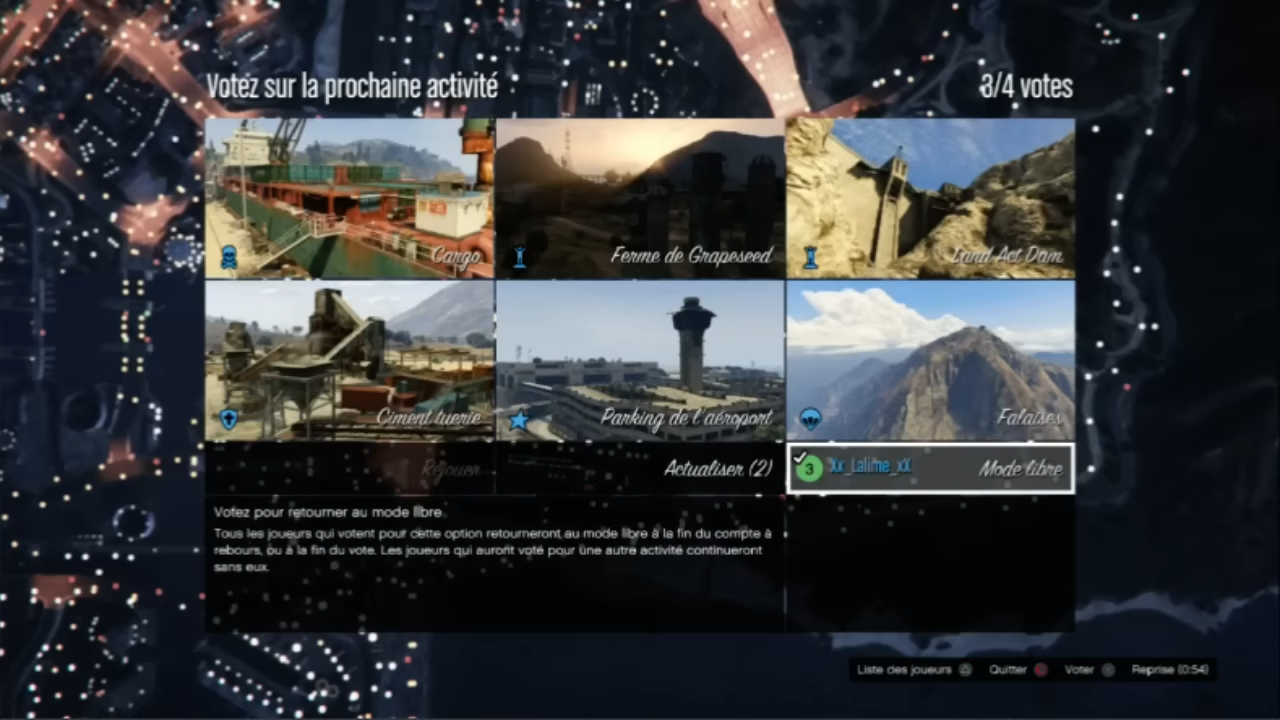 Votez sur la prochaine activité
3/4 votes
Cargo
Ferme de Grapeseed
Land Act Dam
Ciment tuerie
Parking de l'aéroport
Falaises
Rejouer
Actualiser (2)
3 Xx_Lalime_xX Mode libre
Votez pour retourner au mode libre.
Tous les joueurs qui votent pour cette option retourneront au mode libre à la fin du compte à
rebours, ou à la fin du vote. Les joueurs qui auront voté pour une autre activité continueront
sans eux.
Liste des joueurs Quitter Voter Reprise (0:54)